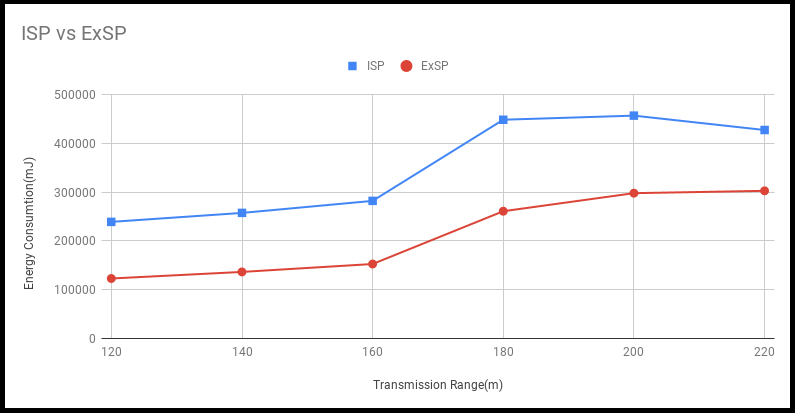 ISP vs ExSP
ISP ExSP
500000
400000
300000
200000
100000
0
Energy Consumtion(mJ)
120 140 160 180 200 220
Transmission Range(m)